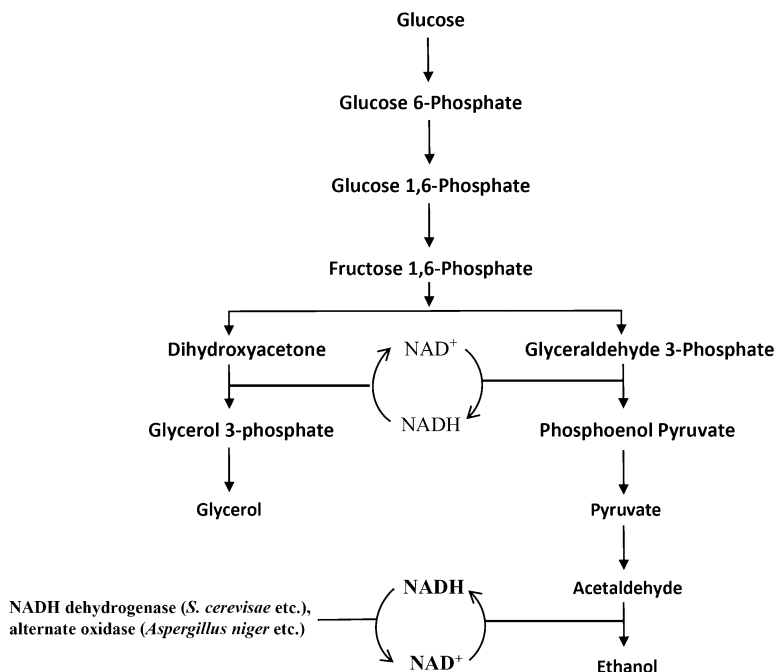 Glucose
Glucose 6-Phosphate
Glucose 1,6-Phosphate
Fructose 1,6-Phosphate
Dihydroxyacetone
NAD+
Glyceraldehyde 3-Phosphate
Glycerol 3-phosphate
NADH
Phosphoenol Pyruvate
Glycerol
Pyruvate
NADH
Acetaldehyde
NADH dehydrogenase (S. cerevisae etc.),
alternate oxidase (Aspergillus niger etc.)
NAD+
Ethanol